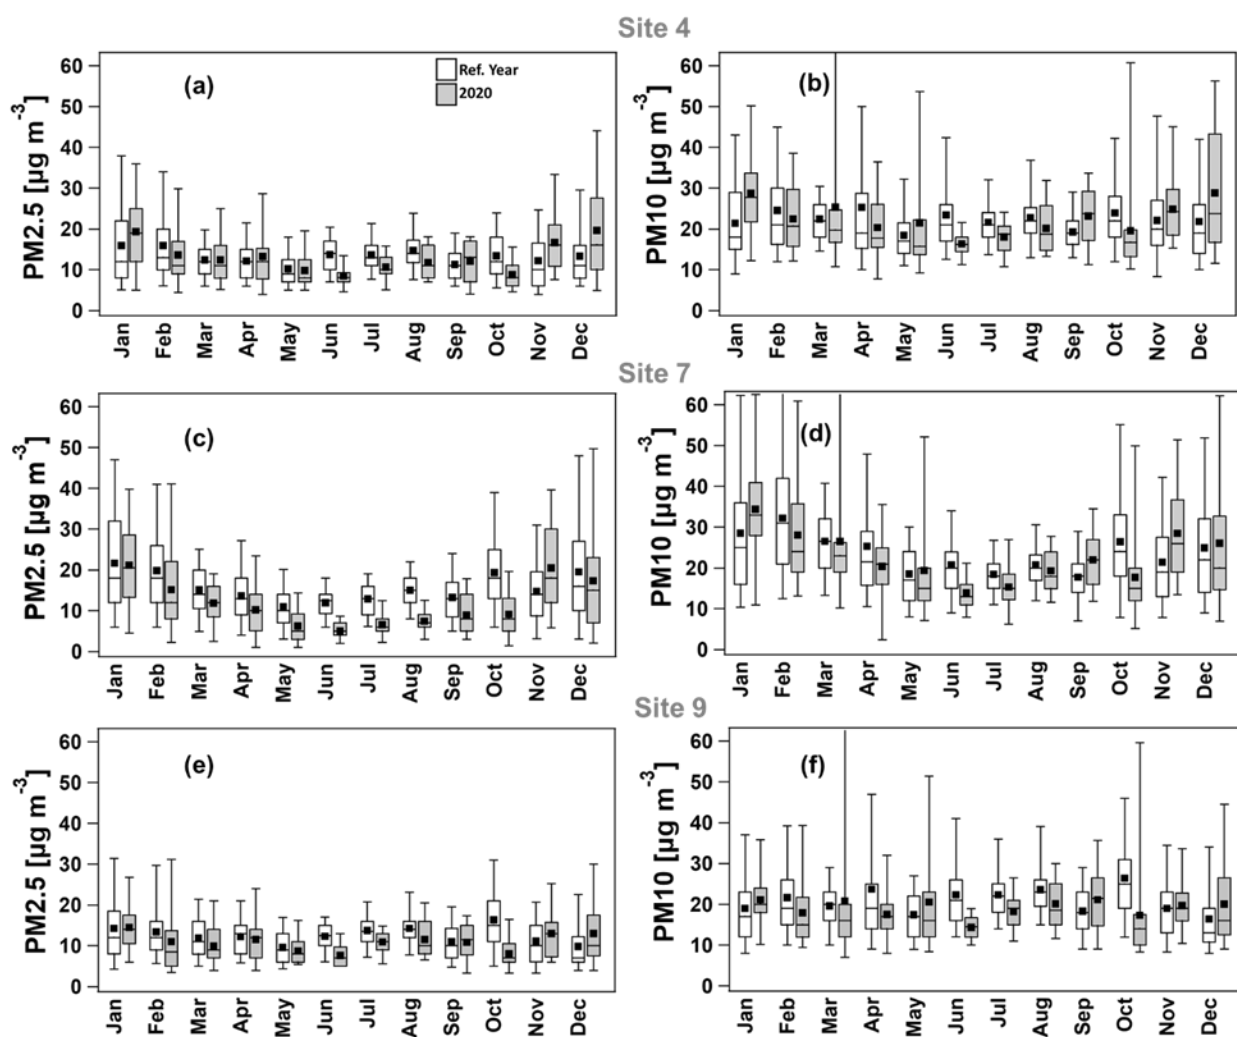 Site 4
PM2.5 [µg m⁻³]
60
50
40
30
20
10
0
(a)
Ref. Year
2020
Jan Feb Mar Apr May Jun Jul Aug Sep Oct Nov Dec
PM10 [µg m⁻³]
60
50
40
30
20
10
0
(b)
Jan Feb Mar Apr May Jun Jul Aug Sep Oct Nov Dec
Site 7
PM2.5 [µg m⁻³]
60
50
40
30
20
10
0
(c)
Jan Feb Mar Apr May Jun Jul Aug Sep Oct Nov Dec
PM10 [µg m⁻³]
60
50
40
30
20
10
0
(d)
Jan Feb Mar Apr May Jun Jul Aug Sep Oct Nov Dec
Site 9
PM2.5 [µg m⁻³]
60
50
40
30
20
10
0
(e)
Jan Feb Mar Apr May Jun Jul Aug Sep Oct Nov Dec
PM10 [µg m⁻³]
60
50
40
30
20
10
0
(f)
Jan Feb Mar Apr May Jun Jul Aug Sep Oct Nov Dec